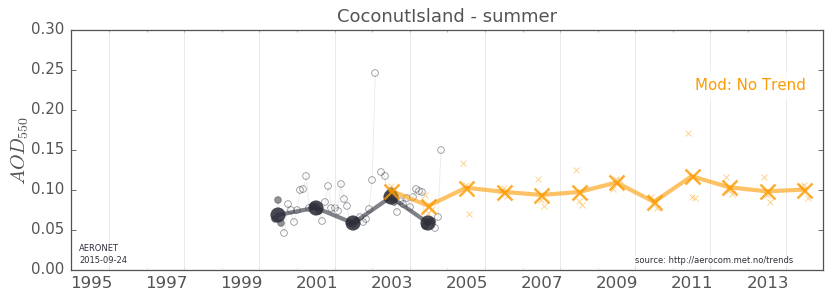 CoconutIsland - summer
0.30
0.25
0.20
0.15
0.10
0.05
0.00
AOD550
Mod: No Trend
AERONET
2015-09-24
source: http://aerocom.met.no/trends
1995 1997 1999 2001 2003 2005 2007 2009 2011 2013